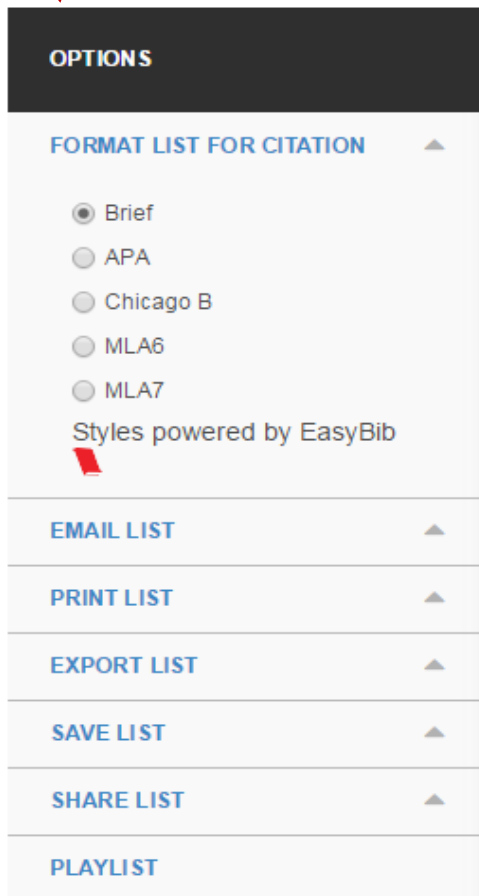 OPTIONS
FORMAT LIST FOR CITATION
Brief
APA
Chicago B
MLA6
MLA7
Styles powered by EasyBib
EMAIL LIST
PRINT LIST
EXPORT LIST
SAVE LIST
SHARE LIST
PLAYLIST